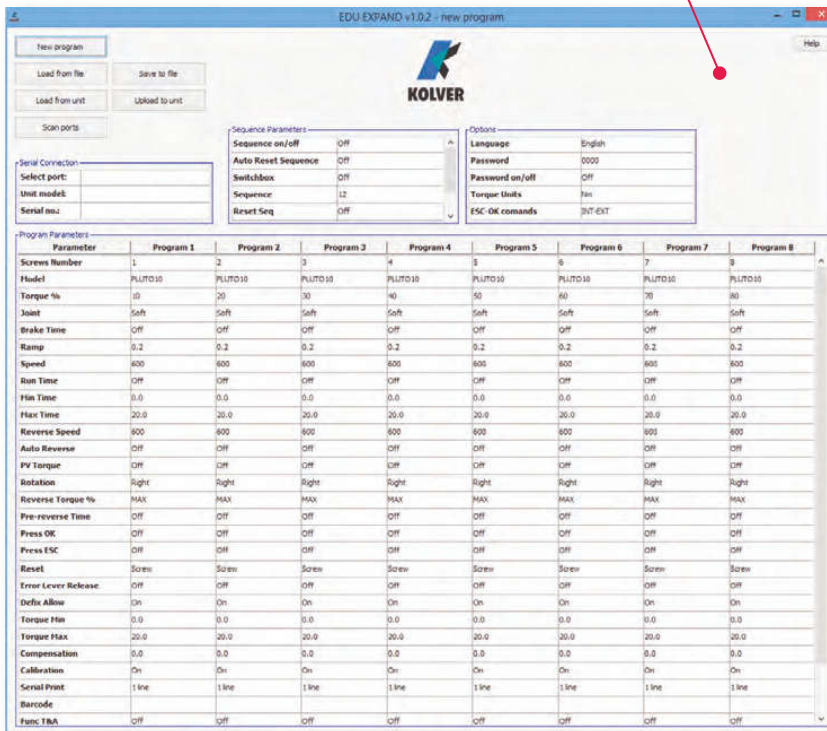 EDU EXPAND v1.0.2 - new program
New program
Help
Load from file Save to file
Load from unit Upload to unit
KOLVER
Scan ports
Serial Connection
Select port:
Unit model:
Serial no.:
Sequence Parameters
Sequence on/off Off
Auto Reset Sequence Off
Switchbox Off
Sequence 12
Reset Seq Off
Options
Language English
Password 0000
Password on/off Off
Torque Units Nm
ESC-OK comands INT-EXT
Program Parameters
Parameter Program 1 Program 2 Program 3 Program 4 Program 5 Program 6 Program 7 Program 8
Screws Number 1 2 3 4 5 6 7 8
Model PLUTO10 PLUTO10 PLUTO10 PLUTO10 PLUTO10 PLUTO10 PLUTO10 PLUTO10
Torque % 10 20 30 40 50 60 70 80
Joint Soft Soft Soft Soft Soft Soft Soft Soft
Brake Time Off Off Off Off Off Off Off Off
Ramp 0.2 0.2 0.2 0.2 0.2 0.2 0.2 0.2
Speed 600 600 600 600 600 600 600 600
Run Time Off Off Off Off Off Off Off Off
Min Time 0.0 0.0 0.0 0.0 0.0 0.0 0.0 0.0
Max Time 20.0 20.0 20.0 20.0 20.0 20.0 20.0 20.0
Reverse Speed 600 600 600 600 600 600 600 600
Auto Reverse Off Off Off Off Off Off Off Off
PV Torque Off Off Off Off Off Off Off Off
Rotation Right Right Right Right Right Right Right Right
Reverse Torque % MAX MAX MAX MAX MAX MAX MAX MAX
Pre-reverse Time Off Off Off Off Off Off Off Off
Press OK Off Off Off Off Off Off Off Off
Press ESC Off Off Off Off Off Off Off Off
Reset Screw Screw Screw Screw Screw Screw Screw Screw
Error Lever Release Off Off Off Off Off Off Off Off
Defix Allow On On On On On On On On
Torque Min 0.0 0.0 0.0 0.0 0.0 0.0 0.0 0.0
Torque Max 20.0 20.0 20.0 20.0 20.0 20.0 20.0 20.0
Compensation 0.0 0.0 0.0 0.0 0.0 0.0 0.0 0.0
Calibration On On On On On On On On
Serial Print 1 line 1 line 1 line 1 line 1 line 1 line 1 line 1 line
Barcode
Func T&A Off Off Off Off Off Off Off Off